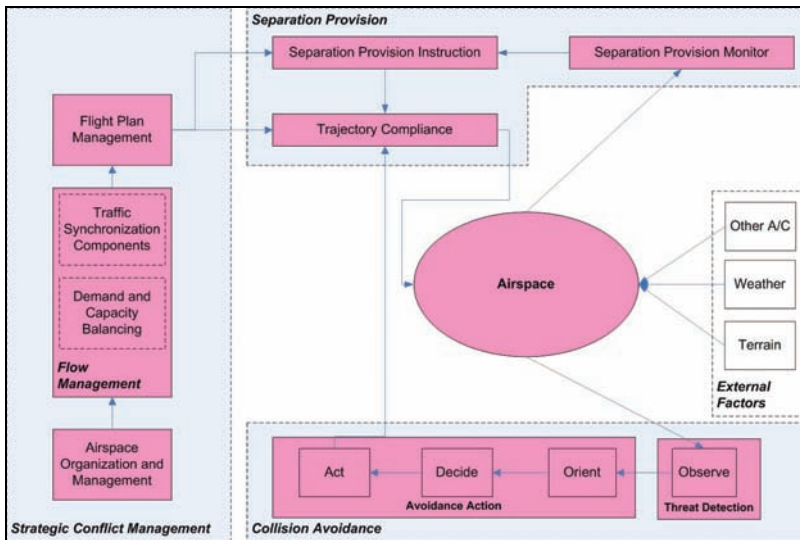 Separation Provision
Separation Provision Instruction
Separation Provision Monitor
Flight Plan
Management
Trajectory Compliance
Traffic
Synchronization
Components
Demand and
Capacity
Balancing
Flow
Management
Airspace
Organization and
Management
Strategic Conflict Management
Airspace
Other A/C
Weather
Terrain
External
Factors
Act
Decide
Orient
Observe
Avoidance Action
Threat Detection
Collision Avoidance